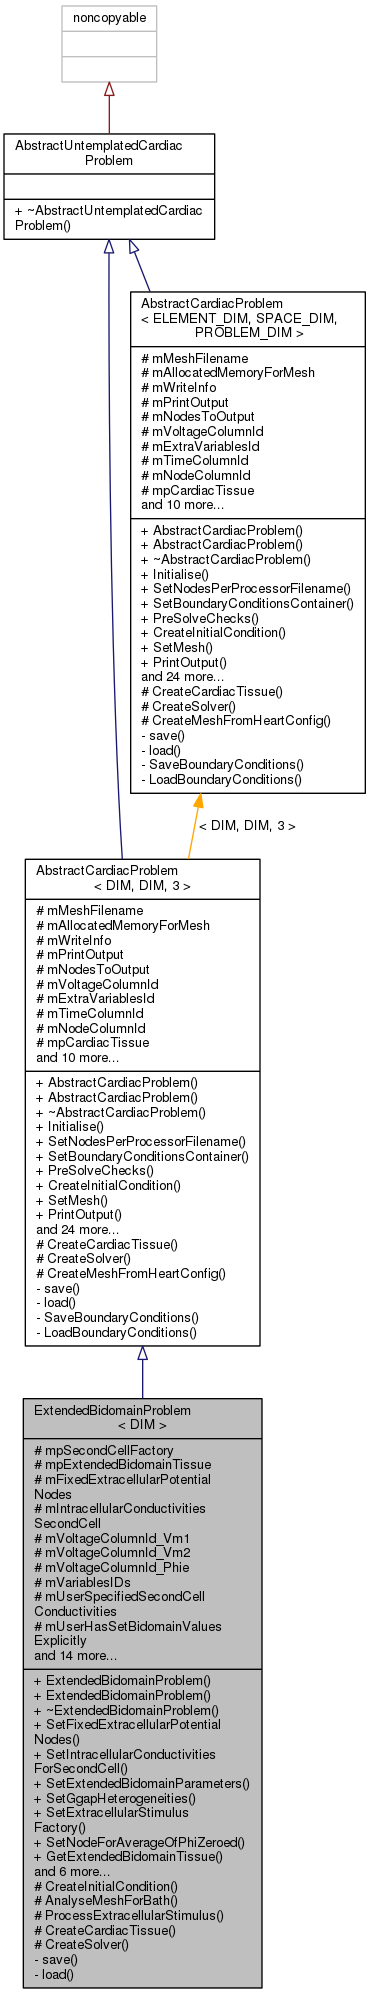 noncopyable
AbstractUntemplatedCardiac
Problem
+ ~AbstractUntemplatedCardiac
Problem()
AbstractCardiacProblem
< ELEMENT_DIM, SPACE_DIM,
PROBLEM_DIM >
# mMeshFilename
# mAllocatedMemoryForMesh
# mWriteInfo
# mPrintOutput
# mNodesToOutput
# mVoltageColumnId
# mExtraVariablesId
# mTimeColumnId
# mNodeColumnId
# mpCardiacTissue
and 10 more...
+ AbstractCardiacProblem()
+ AbstractCardiacProblem()
+ ~AbstractCardiacProblem()
+ Initialise()
+ SetNodesPerProcessorFilename()
+ SetBoundaryConditionsContainer()
+ PreSolveChecks()
+ CreateInitialCondition()
+ SetMesh()
+ PrintOutput()
and 24 more...
# CreateCardiacTissue()
# CreateSolver()
# CreateMeshFromHeartConfig()
- save()
- load()
- SaveBoundaryConditions()
- LoadBoundaryConditions()
< DIM, DIM, 3 >
AbstractCardiacProblem
< DIM, DIM, 3 >
# mMeshFilename
# mAllocatedMemoryForMesh
# mWriteInfo
# mPrintOutput
# mNodesToOutput
# mVoltageColumnId
# mExtraVariablesId
# mTimeColumnId
# mNodeColumnId
# mpCardiacTissue
and 10 more...
+ AbstractCardiacProblem()
+ AbstractCardiacProblem()
+ ~AbstractCardiacProblem()
+ Initialise()
+ SetNodesPerProcessorFilename()
+ SetBoundaryConditionsContainer()
+ PreSolveChecks()
+ CreateInitialCondition()
+ SetMesh()
+ PrintOutput()
and 24 more...
# CreateCardiacTissue()
# CreateSolver()
# CreateMeshFromHeartConfig()
- save()
- load()
- SaveBoundaryConditions()
- LoadBoundaryConditions()
ExtendedBidomainProblem
< DIM >
# mpSecondCellFactory
# mpExtendedBidomainTissue
# mFixedExtracellularPotential
Nodes
# mIntracellularConductivities
SecondCell
# mVoltageColumnId_Vm1
# mVoltageColumnId_Vm2
# mVoltageColumnId_Phie
# mVariablesIDs
# mUserSpecifiedSecondCell
Conductivities
# mUserHasSetBidomainValues
Explicitly
and 14 more...
+ ExtendedBidomainProblem()
+ ExtendedBidomainProblem()
+ ~ExtendedBidomainProblem()
+ SetFixedExtracellularPotential
Nodes()
+ SetIntracellularConductivities
ForSecondCell()
+ SetExtendedBidomainParameters()
+ SetGgapHeterogeneities()
+ SetExtracellularStimulus
Factory()
+ SetNodeForAverageOfPhiZeroed()
+ GetExtendedBidomainTissue()
and 6 more...
# CreateInitialCondition()
# AnalyseMeshForBath()
# ProcessExtracellularStimulus()
# CreateCardiacTissue()
# CreateSolver()
- save()
- load()